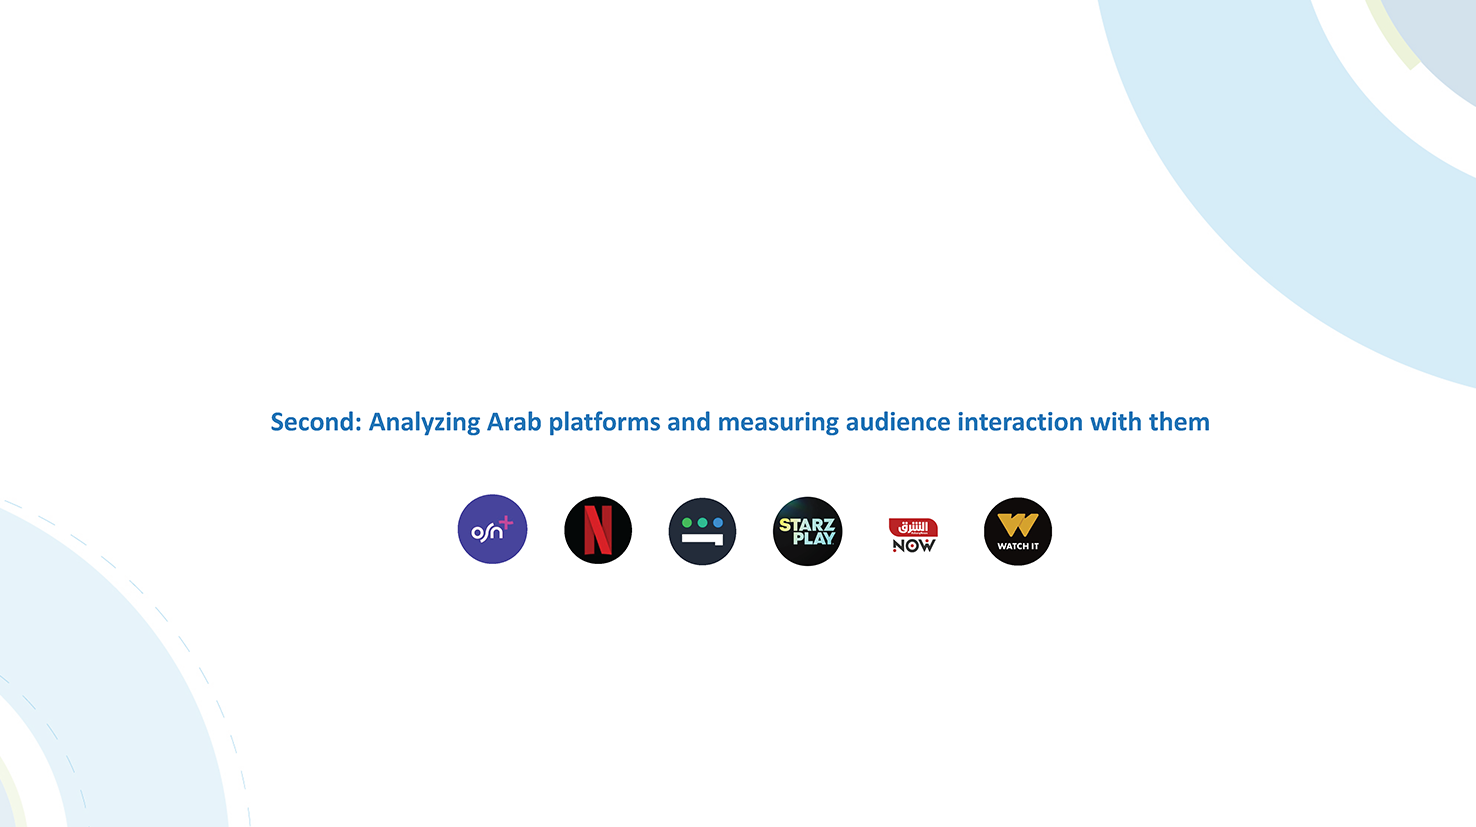 Second: Analyzing Arab platforms and measuring audience interaction with them
osn+
N
STARZ
PLAY
الشرق
NOW
W
WATCH IT